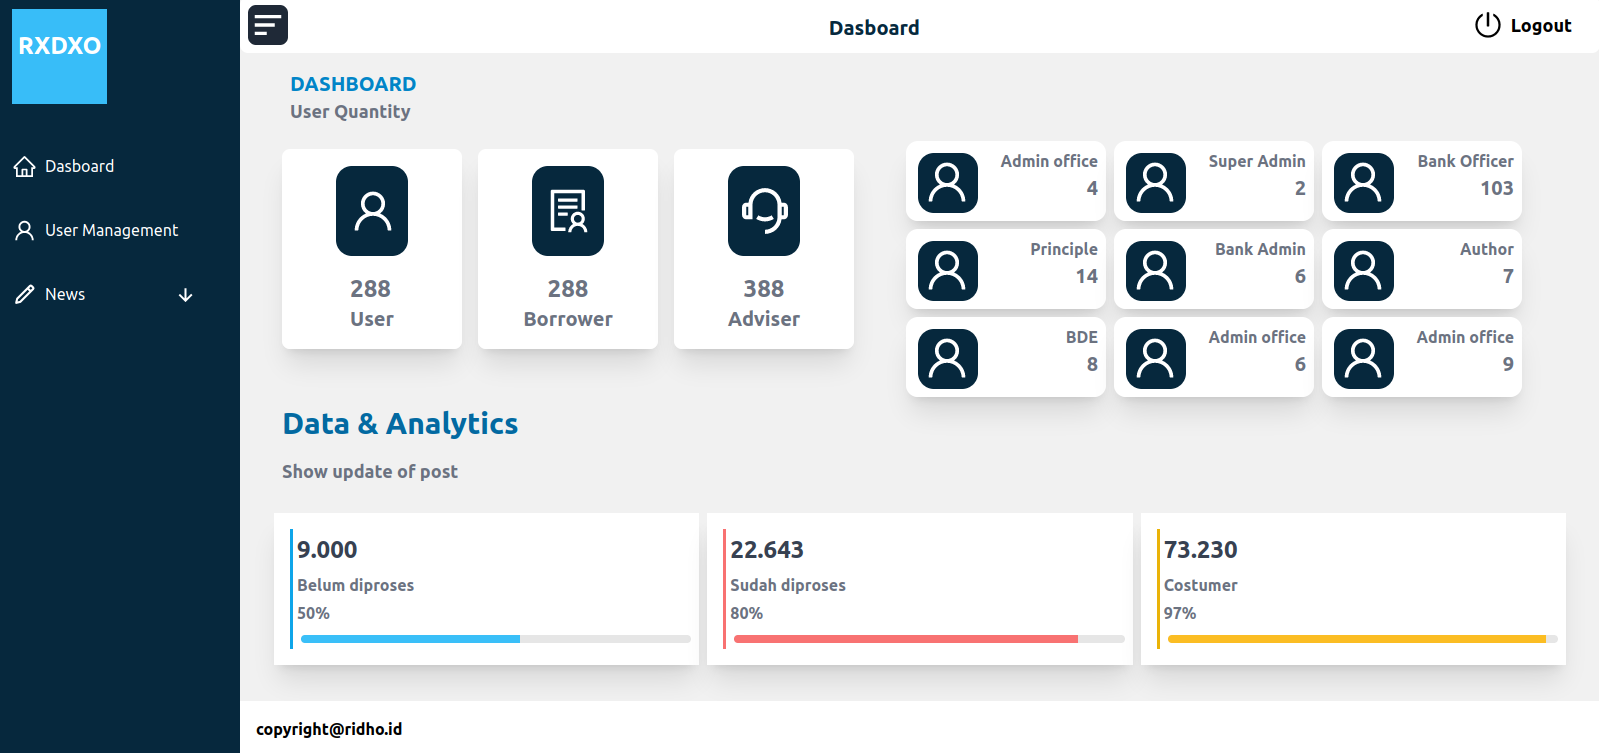 RXDXO
Dasboard
User Management
News
Dasboard
Logout
DASHBOARD
User Quantity
288
User
288
Borrower
388
Adviser
Admin office
4
Super Admin
2
Bank Officer
103
Principle
14
Bank Admin
6
Author
7
BDE
8
Admin office
6
Admin office
9
Data & Analytics
Show update of post
9.000
Belum diproses
50%
22.643
Sudah diproses
80%
73.230
Costumer
97%
copyright@ridho.id